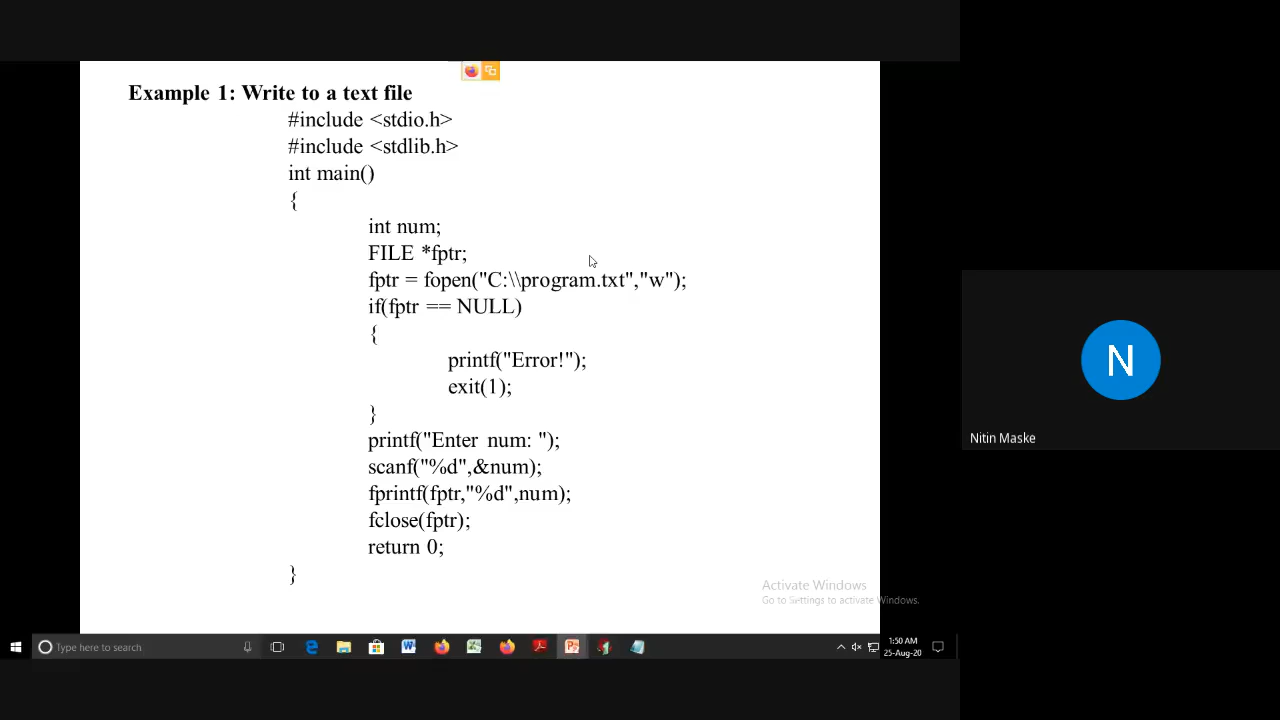 Example 1: Write to a text file
#include <stdio.h>
#include <stdlib.h>
int main()
{
int num;
FILE *fptr;
fptr = fopen("C:\\program.txt","w");
if(fptr == NULL)
{
printf("Error!");
exit(1);
}
printf("Enter num: ");
scanf("%d",&num);
fprintf(fptr,"%d",num);
fclose(fptr);
return 0;
}
N
Nitin Maske
Activate Windows
Go to Settings to activate Windows.
Type here to search
1:50 AM
25-Aug-20